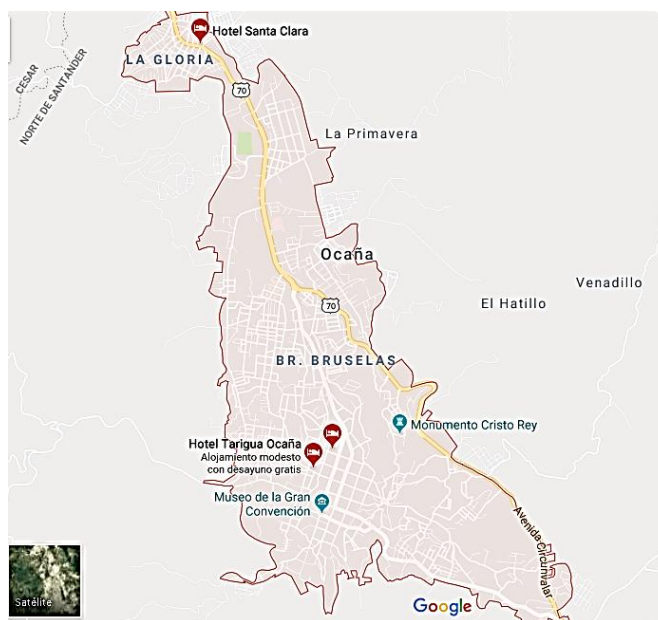 Hotel Santa Clara
LA GLORIA
CESAR
NORTE DE SANTANDER
70
La Primavera
Ocaña
Venadillo
El Hatillo
70
BR. BRUSELAS
Monumento Cristo Rey
Hotel Tarigua Ocaña
Alojamiento modesto
con desayuno gratis
Museo de la Gran
Convención
Avenida Circunvalar
Satélite
Google